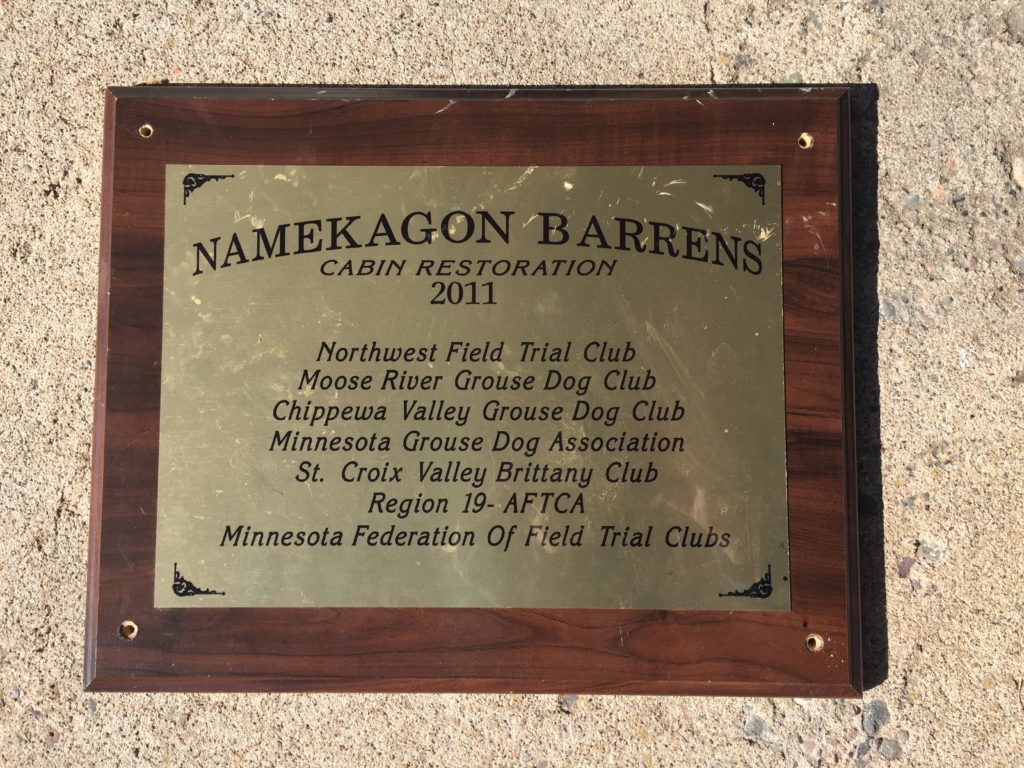 NAMEKAGON BARRENS
CABIN RESTORATION
2011
Northwest Field Trial Club
Moose River Grouse Dog Club
Chippewa Valley Grouse Dog Club
Minnesota Grouse Dog Association
St. Croix Valley Brittany Club
Region 19- AFTCA
Minnesota Federation Of Field Trial Clubs